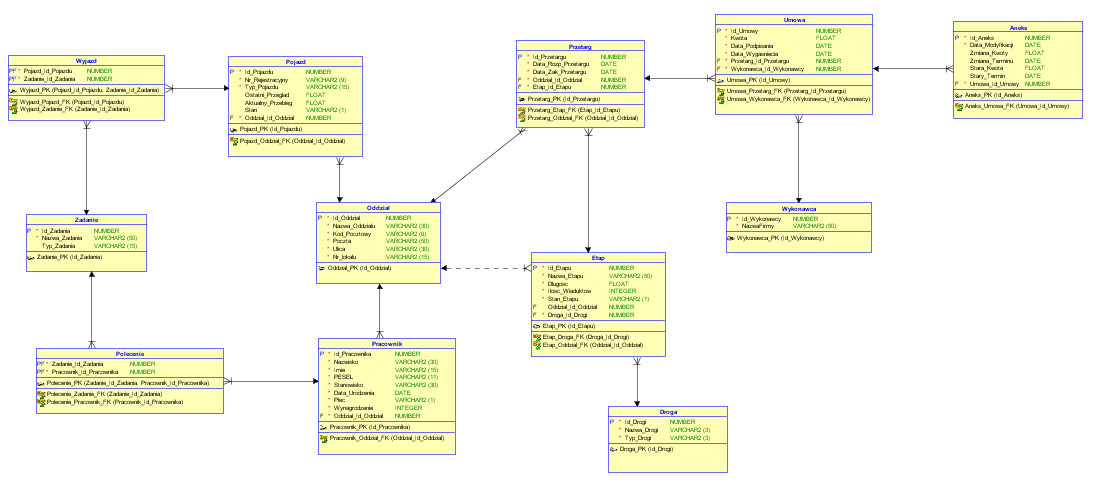 Wyjazd
PF * Pojazd_Id_Pojazdu NUMBER
PF * Zadanie_Id_Zadania NUMBER
Wyjazd_PK (Pojazd_Id_Pojazdu, Zadanie_Id_Zadania)
Wyjazd_Pojazd_FK (Pojazd_Id_Pojazdu)
Wyjazd_Zadanie_FK (Zadanie_Id_Zadania)
Pojazd
P * Id_Pojazdu NUMBER
* Nr_Rejestracyjny VARCHAR2 (9)
* Typ_Pojazdu VARCHAR2 (15)
Ostatni_Przeglad FLOAT
Aktualny_Przebieg FLOAT
Stan VARCHAR2 (1)
F * Oddzial_Id_Oddzial NUMBER
Pojazd_PK (Id_Pojazdu)
Pojazd_Oddzial_FK (Oddzial_Id_Oddzial)
Przetarg
P * Id_Przetargu NUMBER
* Data_Rozp_Przetargu DATE
* Data_Zak_Przetargu DATE
F * Oddzial_Id_Oddzial NUMBER
F * Etap_Id_Etapu NUMBER
Przetarg_PK (Id_Przetargu)
Przetarg_Etap_FK (Etap_Id_Etapu)
Przetarg_Oddzial_FK (Oddzial_Id_Oddzial)
Umowa
P * Id_Umowy NUMBER
* Kwota FLOAT
* Data_Podpisania DATE
* Data_Wygasniecia DATE
F * Przetarg_Id_Przetargu NUMBER
F * Wykonawca_Id_Wykonawcy NUMBER
Umowa_PK (Id_Umowy)
Umowa_Przetarg_FK (Przetarg_Id_Przetargu)
Umowa_Wykonawca_FK (Wykonawca_Id_Wykonawcy)
Aneks
P * Id_Aneks NUMBER
* Data_Modyfikacji DATE
Zmiana_Kwoty FLOAT
Zmiana_Terminu DATE
Stara_Kwota FLOAT
Stary_Termin DATE
F * Umowa_Id_Umowy NUMBER
Aneks_PK (Id_Aneks)
Aneks_Umowa_FK (Umowa_Id_Umowy)
Zadanie
P * Id_Zadania NUMBER
* Nazwa_Zadania VARCHAR2 (50)
Typ_Zadania VARCHAR2 (15)
Zadanie_PK (Id_Zadania)
Oddzial
P * Id_Oddzial NUMBER
* Nazwa_Oddzialu VARCHAR2 (30)
* Kod_Pocztowy VARCHAR2 (6)
* Poczta VARCHAR2 (50)
* Ulica VARCHAR2 (30)
* Nr_lokalu VARCHAR2 (15)
Oddzial_PK (Id_Oddzial)
Wykonawca
P * Id_Wykonawcy NUMBER
* NazwaFirmy VARCHAR2 (50)
Wykonawca_PK (Id_Wykonawcy)
Etap
P * Id_Etapu NUMBER
* Nazwa_Etapu VARCHAR2 (50)
* Dlugosc FLOAT
* Ilosc_Wiaduktow INTEGER
* Stan_Etapu VARCHAR2 (1)
F Oddzial_Id_Oddzial NUMBER
F * Droga_Id_Drogi NUMBER
Etap_PK (Id_Etapu)
Etap_Droga_FK (Droga_Id_Drogi)
Etap_Oddzial_FK (Oddzial_Id_Oddzial)
Polecenie
PF * Zadanie_Id_Zadania NUMBER
PF * Pracownik_Id_Pracownika NUMBER
Polecenie_PK (Zadanie_Id_Zadania, Pracownik_Id_Pracownika)
Polecenie_Zadanie_FK (Zadanie_Id_Zadania)
Polecenie_Pracownik_FK (Pracownik_Id_Pracownika)
Pracownik
P * Id_Pracownika NUMBER
* Nazwisko VARCHAR2 (30)
* Imie VARCHAR2 (15)
* PESEL VARCHAR2 (11)
* Stanowisko VARCHAR2 (30)
* Data_Urodzenia DATE
* Plec VARCHAR2 (1)
* Wynagrodzenie INTEGER
F * Oddzial_Id_Oddzial NUMBER
Pracownik_PK (Id_Pracownika)
Pracownik_Oddzial_FK (Oddzial_Id_Oddzial)
Droga
P * Id_Drogi NUMBER
* Nazwa_Drogi VARCHAR2 (3)
* Typ_Drogi VARCHAR2 (3)
Droga_PK (Id_Drogi)